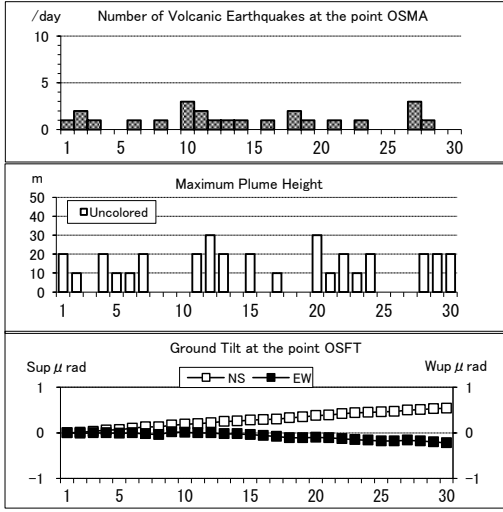 Number of Volcanic Earthquakes at the point OSMA
/day
10
5
0
1 5 10 15 20 25 30
Maximum Plume Height
m
50
40
30
20
10
0
Uncolored
1 5 10 15 20 25 30
Ground Tilt at the point OSFT
Sup μ rad
Wup μ rad
NS EW
1 1
0 0
-1 -1
1 5 10 15 20 25 30